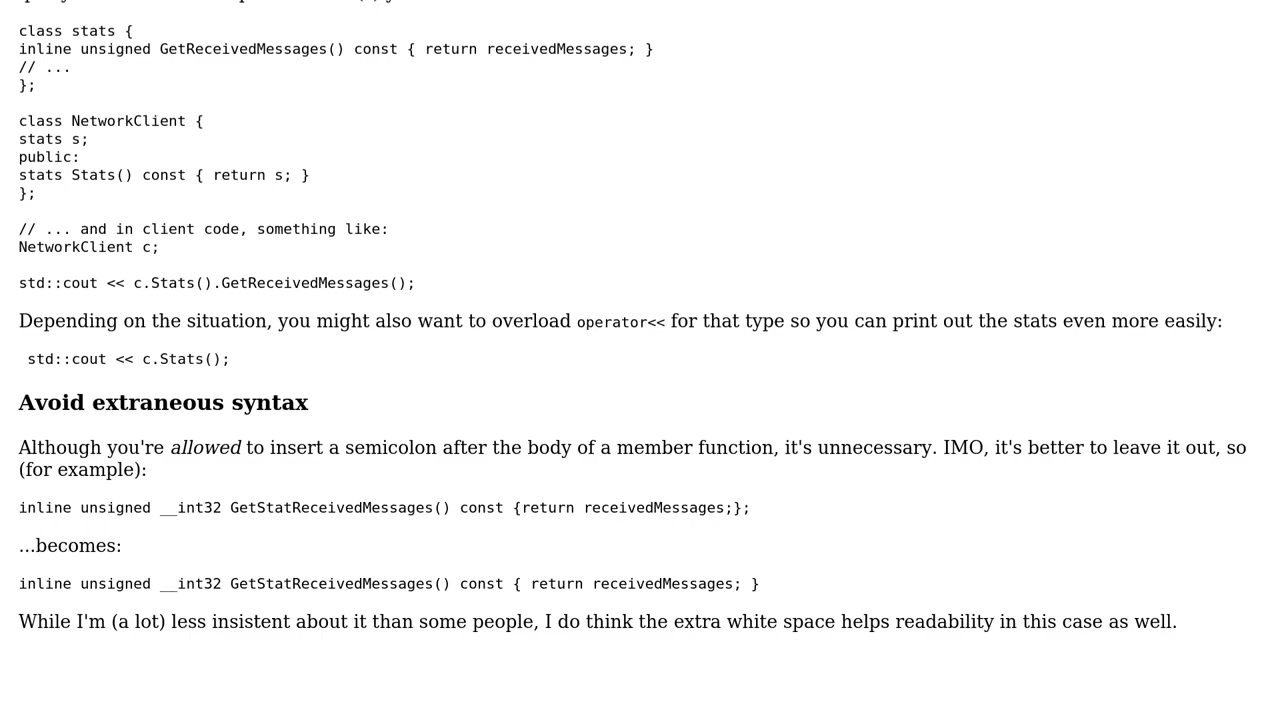 class stats {
inline unsigned GetReceivedMessages() const { return receivedMessages; }
// ...
};
class NetworkClient {
stats s;
public:
stats Stats() const { return s; }
};
// ... and in client code, something like:
NetworkClient c;
std::cout << c.Stats().GetReceivedMessages();
Depending on the situation, you might also want to overload operator<< for that type so you can print out the stats even more easily:
std::cout << c.Stats();
Avoid extraneous syntax
Although you're allowed to insert a semicolon after the body of a member function, it's unnecessary. IMO, it's better to leave it out, so
(for example):
inline unsigned __int32 GetStatReceivedMessages() const {return receivedMessages;};
...becomes:
inline unsigned __int32 GetStatReceivedMessages() const { return receivedMessages; }
While I'm (a lot) less insistent about it than some people, I do think the extra white space helps readability in this case as well.